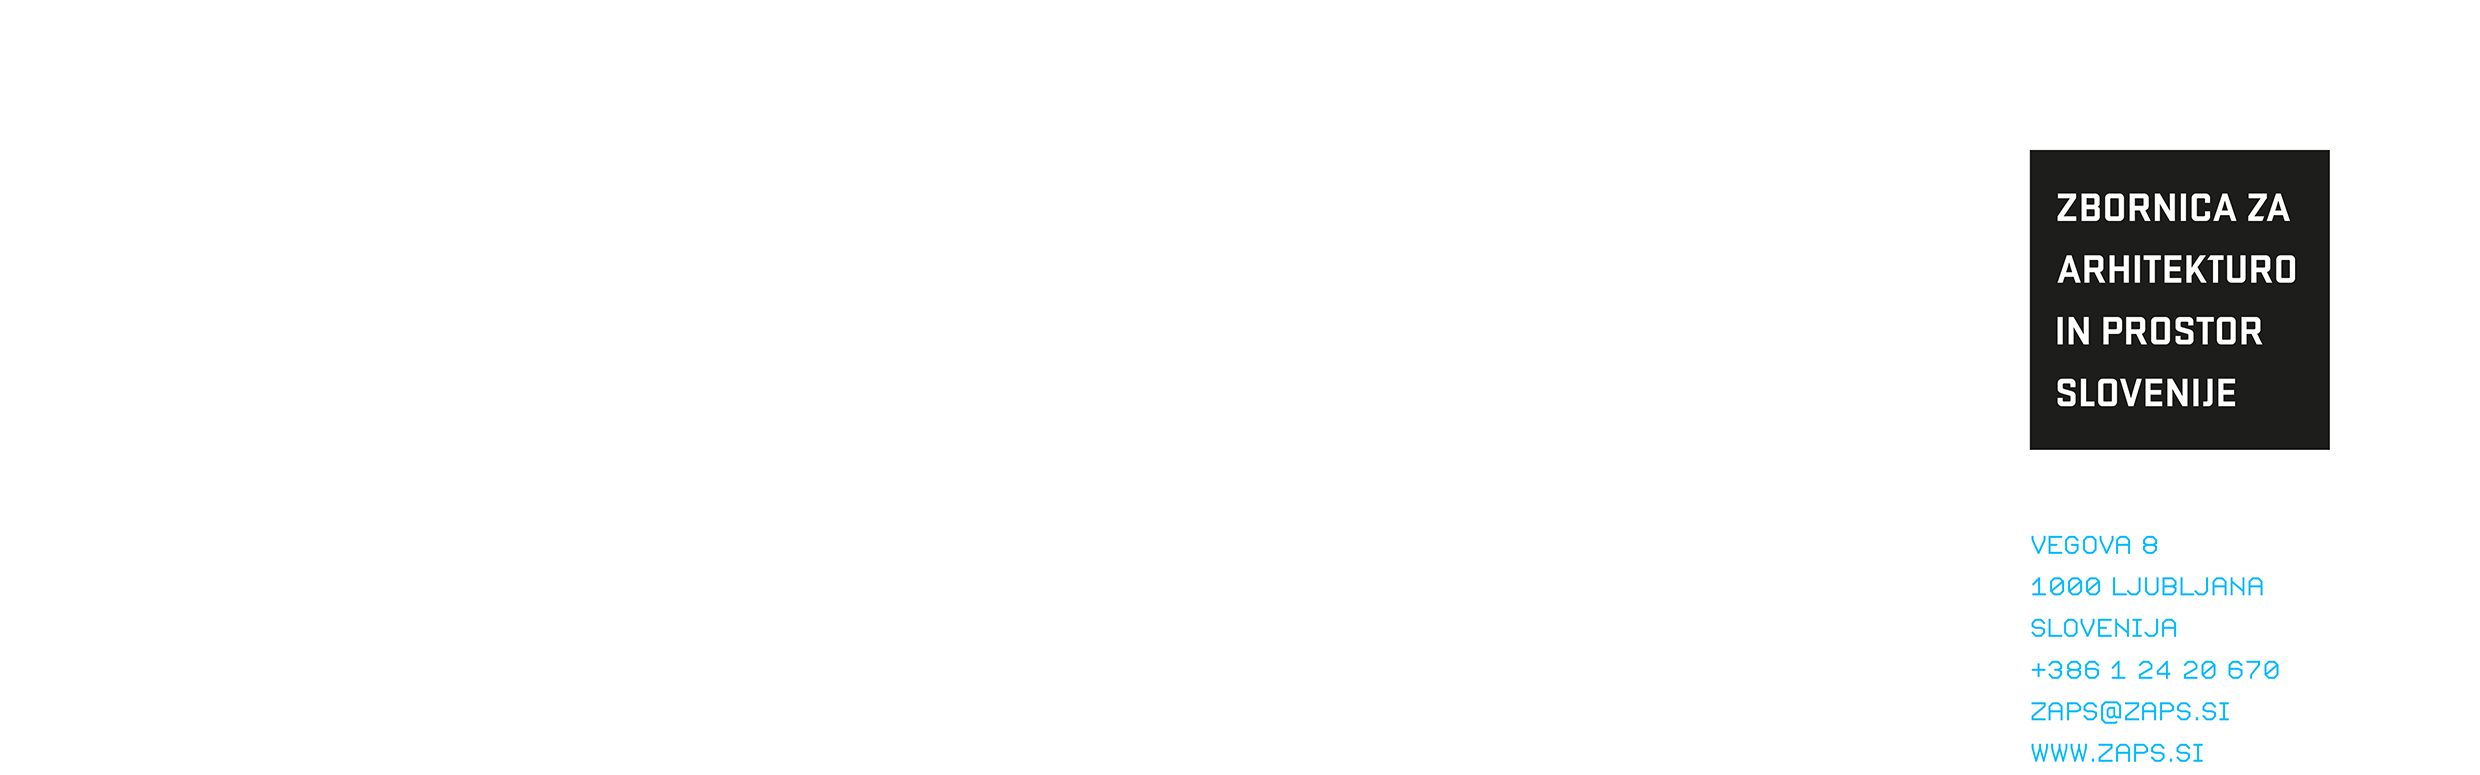 ZBORNICA ZA
ARHITEKTURO
IN PROSTOR
SLOVENIJE
VEGOVA 8
1000 LJUBLJANA
SLOVENIJA
+386 1 24 20 670
ZAPS@ZAPS.SI
WWW.ZAPS.SI